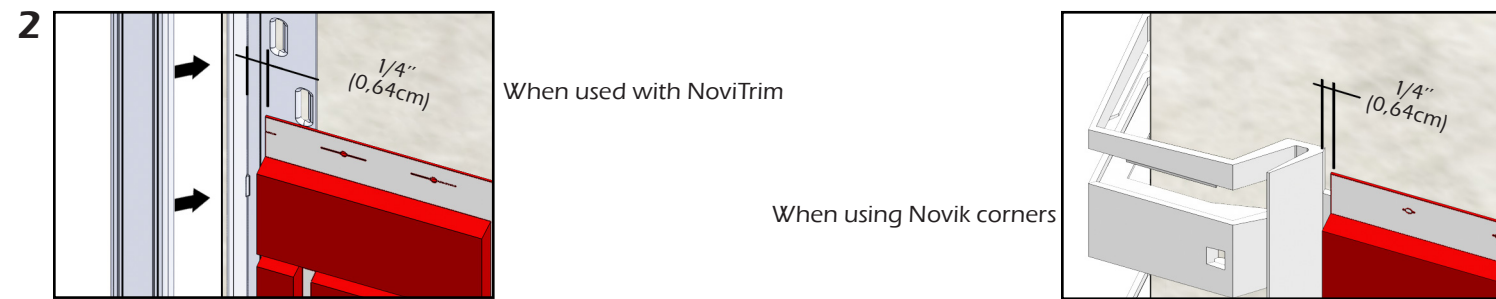 2
1/4"
(0,64cm)
When used with NoviTrim
1/4"
(0,64cm)
When using Novik corners